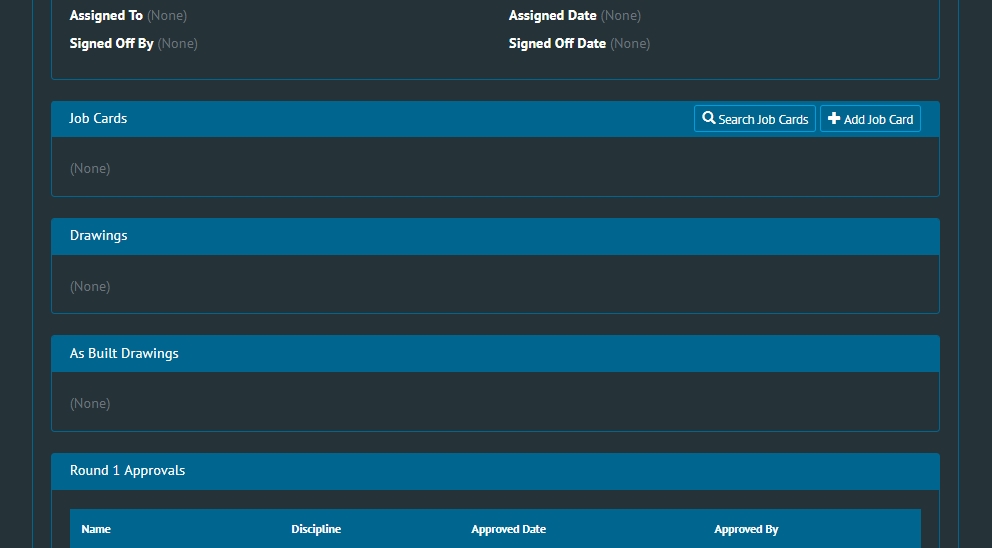 Assigned To (None) Assigned Date (None)
Signed Off By (None) Signed Off Date (None)
Job Cards Search Job Cards Add Job Card
(None)
Drawings
(None)
As Built Drawings
(None)
Round 1 Approvals
Name Discipline Approved Date Approved By